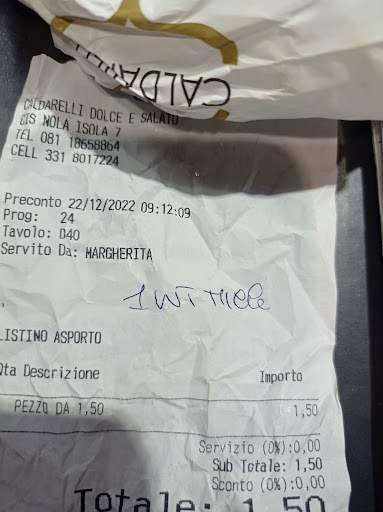 CALDARELLI
CALDARELLI DOLCE E SALATO
CIS NOLA ISOLA 7
TEL 081 18658864
CELL 331 8017224
Preconto 22/12/2022 09:12:09
Prog: 24
Tavolo: D40
Servito Da: MARGHERITA
1
LISTINO ASPORTO
Qta Descrizione Importo
PEZZO DA 1,50 1,50
Servizio (0%):0,00
Sub Totale: 1,50
Sconto (0%):0,00
Totale: 1,50